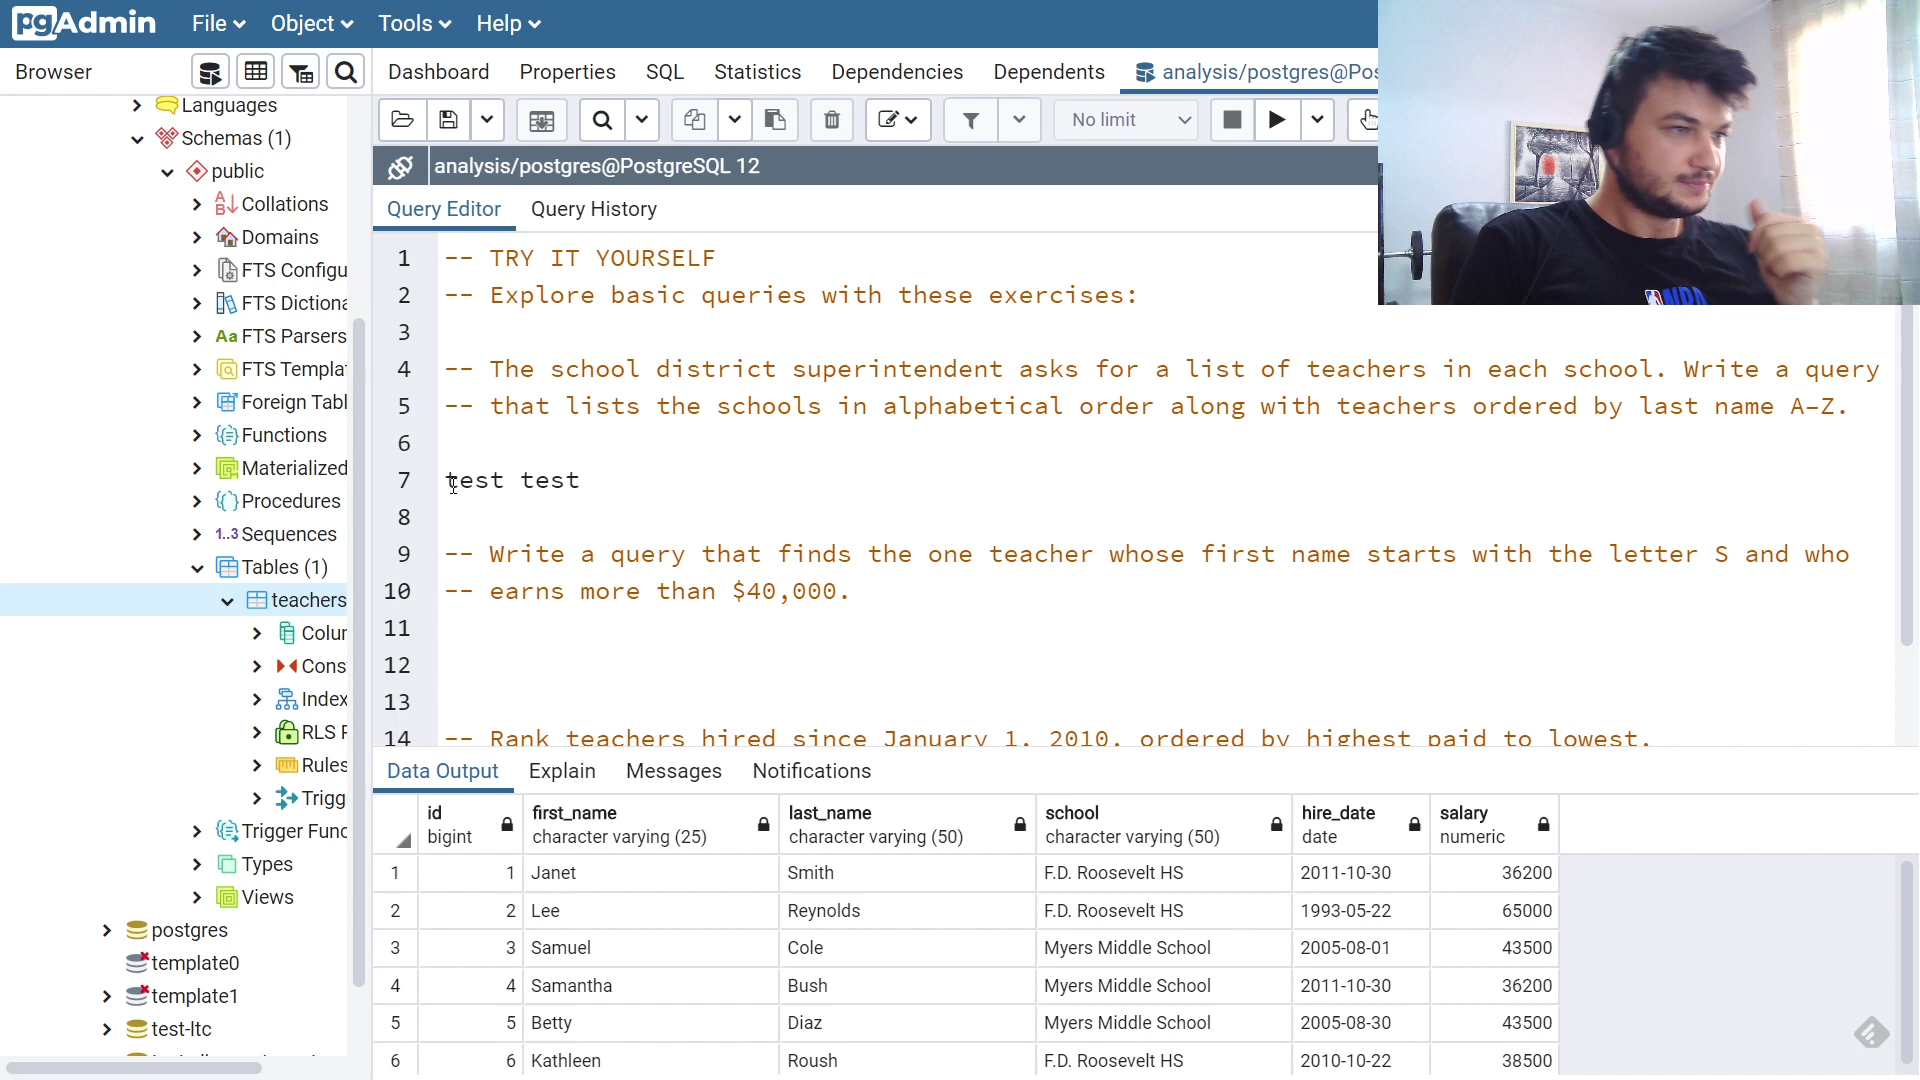 pgAdmin File Object Tools Help
Browser
Dashboard Properties SQL Statistics Dependencies Dependents analysis/postgres@Pos
No limit
analysis/postgres@PostgreSQL 12
Query Editor Query History
Languages
Schemas (1)
public
Collations
Domains
FTS Configu
FTS Dictiona
Aa FTS Parsers
FTS Templat
Foreign Tabl
Functions
Materialized
Procedures
1..3 Sequences
Tables (1)
teachers
Colur
Cons
Index
RLS P
Rules
Trigg
Trigger Func
Types
Views
postgres
template0
template1
test-ltc
1 -- TRY IT YOURSELF
2 -- Explore basic queries with these exercises:
3
4 -- The school district superintendent asks for a list of teachers in each school. Write a query
5 -- that lists the schools in alphabetical order along with teachers ordered by last name A–Z.
6
7 test test
8
9 -- Write a query that finds the one teacher whose first name starts with the letter S and who
10 -- earns more than $40,000.
11
12
13
14 -- Rank teachers hired since January 1, 2010, ordered by highest paid to lowest.
Data Output Explain Messages Notifications
id first_name last_name school hire_date salary
bigint character varying (25) character varying (50) character varying (50) date numeric
1 1 Janet Smith F.D. Roosevelt HS 2011-10-30 36200
2 2 Lee Reynolds F.D. Roosevelt HS 1993-05-22 65000
3 3 Samuel Cole Myers Middle School 2005-08-01 43500
4 4 Samantha Bush Myers Middle School 2011-10-30 36200
5 5 Betty Diaz Myers Middle School 2005-08-30 43500
6 6 Kathleen Roush F.D. Roosevelt HS 2010-10-22 38500
NBA